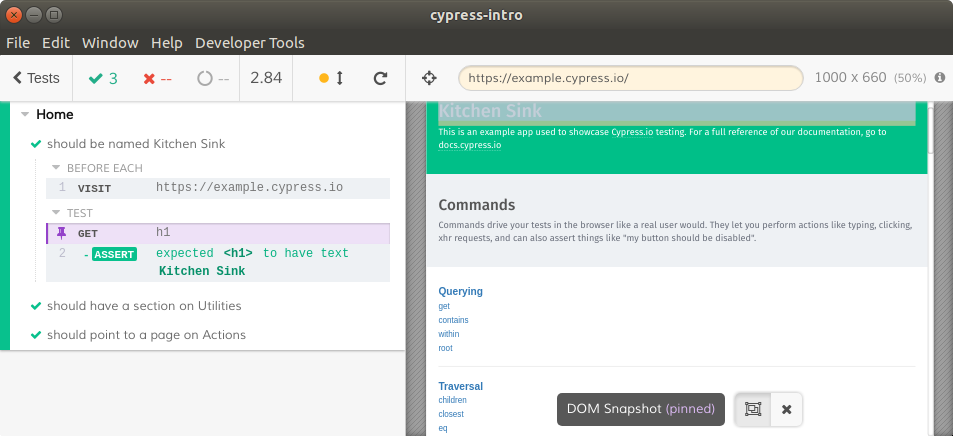 cypress-intro
File Edit Window Help Developer Tools
Tests 3 -- -- 2.84 https://example.cypress.io/ 1000 x 660 (50%)
Home
should be named Kitchen Sink
BEFORE EACH
1 VISIT https://example.cypress.io
TEST
GET h1
2 - ASSERT expected <h1> to have text
Kitchen Sink
should have a section on Utilities
should point to a page on Actions
Kitchen Sink
This is an example app used to showcase Cypress.io testing. For a full reference of our documentation, go to
docs.cypress.io
Commands
Commands drive your tests in the browser like a real user would. They let you perform actions like typing, clicking,
xhr requests, and can also assert things like "my button should be disabled".
Querying
get
contains
within
root
Traversal
children
closest
eq
DOM Snapshot (pinned)